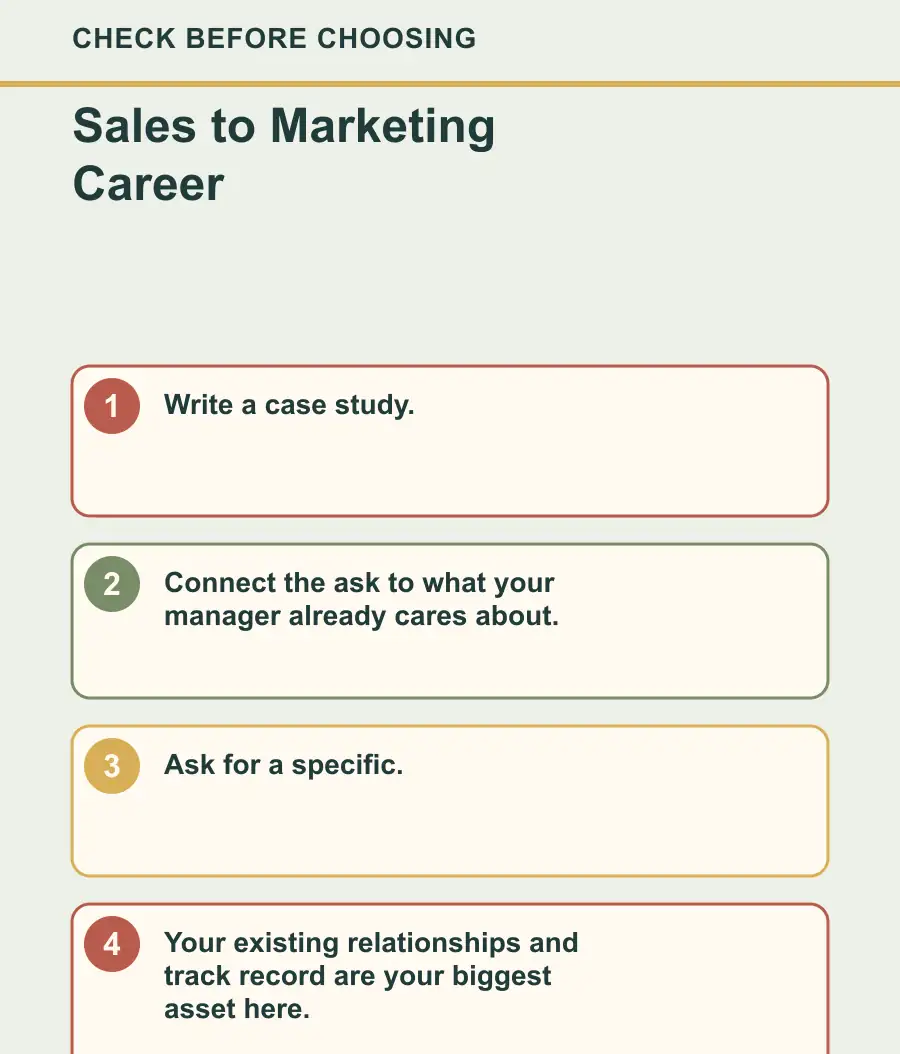 CHECK BEFORE CHOOSING
Sales to Marketing
Career
1
Write a case study.
2
Connect the ask to what your
manager already cares about.
3
Ask for a specific.
4
Your existing relationships and
track record are your biggest
asset here.